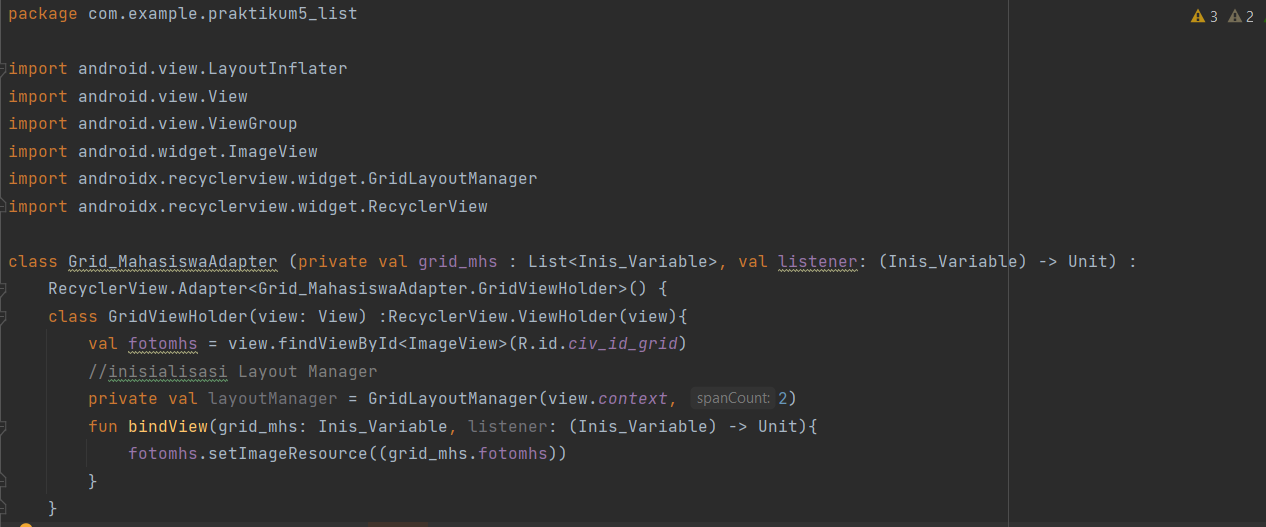 package com.example.praktikum5_list
3 2
import android.view.LayoutInflater
import android.view.View
import android.view.ViewGroup
import android.widget.ImageView
import androidx.recyclerview.widget.GridLayoutManager
import androidx.recyclerview.widget.RecyclerView
class Grid_MahasiswaAdapter (private val grid_mhs : List<Inis_Variable>, val listener: (Inis_Variable) -> Unit) :
    RecyclerView.Adapter<Grid_MahasiswaAdapter.GridViewHolder>() {
    class GridViewHolder(view: View) :RecyclerView.ViewHolder(view){
        val fotomhs = view.findViewById<ImageView>(R.id.civ_id_grid)
        //inisialisasi Layout Manager
        private val layoutManager = GridLayoutManager(view.context, spanCount: 2)
        fun bindView(grid_mhs: Inis_Variable, listener: (Inis_Variable) -> Unit){
            fotomhs.setImageResource((grid_mhs.fotomhs))
        }
    }